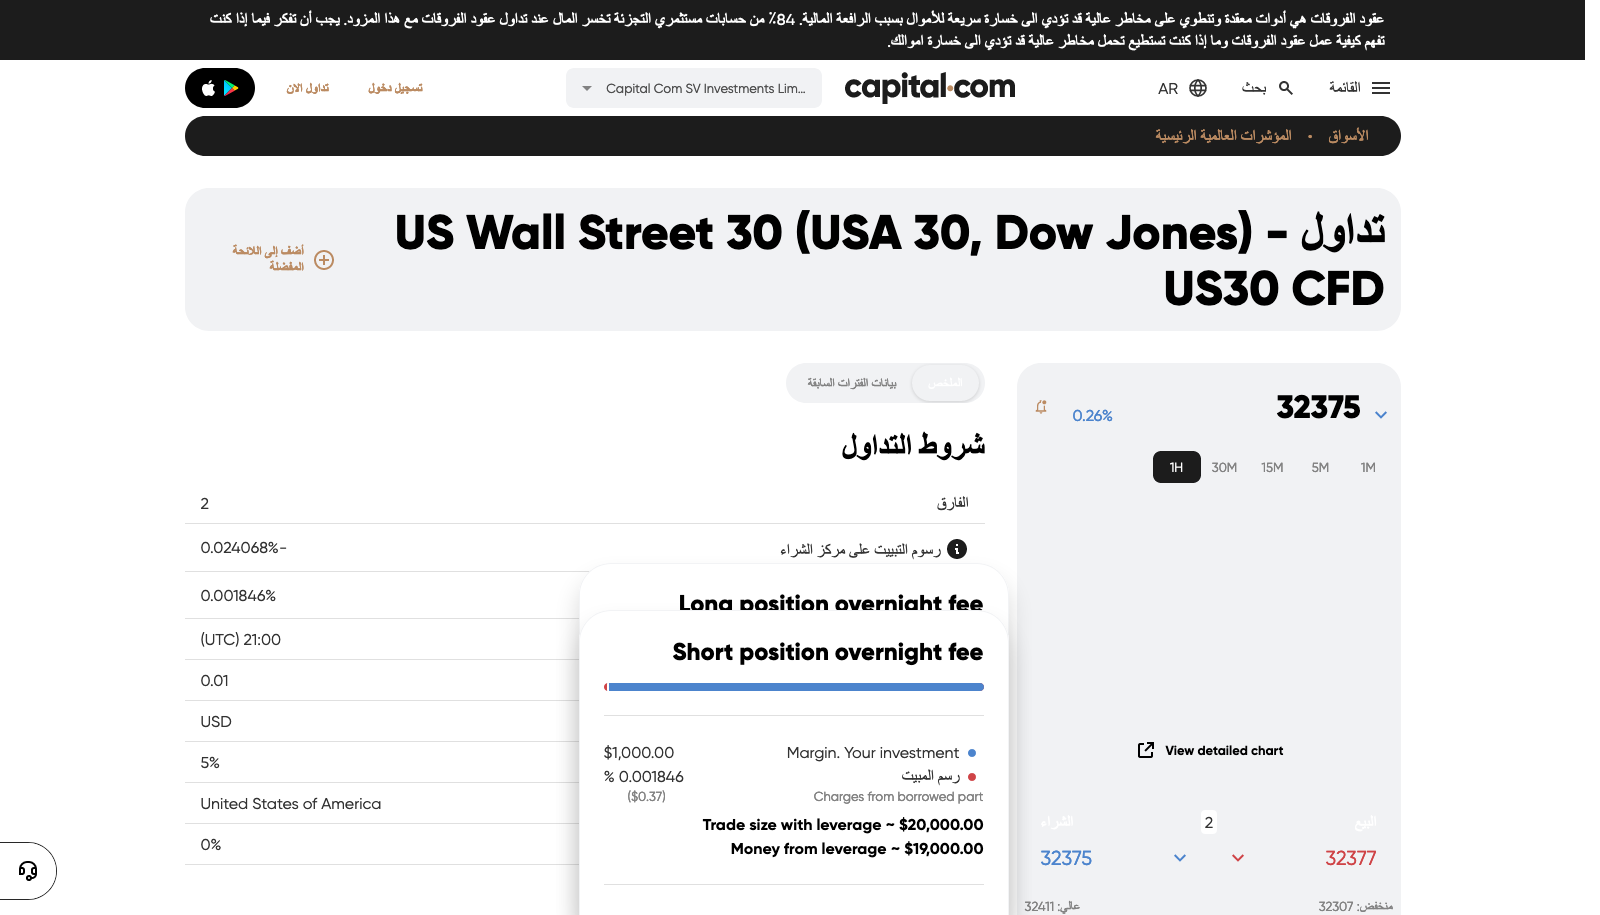 عقود الفروقات هي أدوات معقدة وتنطوي على مخاطر عالية قد تؤدي الى خسارة سريعة للأموال بسبب الرافعة المالية. 84٪ من حسابات مستثمري التجزئة تخسر المال عند تداول عقود الفروقات مع هذا المزود. يجب أن تفكر فيما إذا كنت
تفهم كيفية عمل عقود الفروقات وما إذا كنت تستطيع تحمل مخاطر عالية قد تؤدي الى خسارة اموالك.
القائمة
بحث
AR
capital.com
Capital Com SV Investments Lim...
تسجيل دخول
تداول الان
الأسواق • المؤشرات العالمية الرئيسية
تداول US Wall Street 30 (USA 30, Dow Jones) -
US30 CFD
أضف إلى اللائحة
المفضلة
32375
0.26%
1H 30M 15M 5M 1M
View detailed chart
البيع
2
الشراء
32377
32375
منخفض: 32307
عالي: 32411
الملخص
بيانات الفترات السابقة
شروط التداول
الفارق
2
رسوم التبييت على مركز الشراء
0.024068%-
0.001846%
(UTC) 21:00
0.01
USD
5%
United States of America
0%
Long position overnight fee
Short position overnight fee
Margin. Your investment
$1,000.00
رسم المبيت
% 0.001846
Charges from borrowed part
($0.37)
Trade size with leverage ~ $20,000.00
Money from leverage ~ $19,000.00